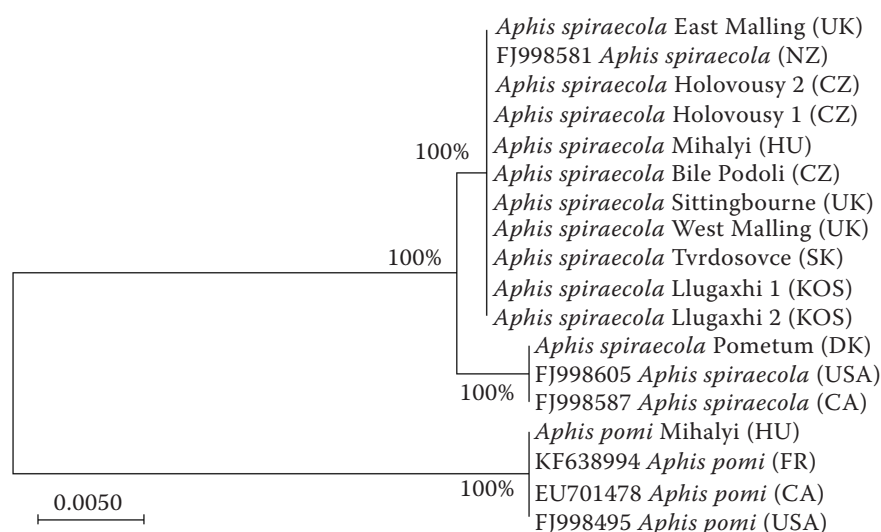 Aphis spiraecola East Malling (UK)
FJ998581 Aphis spiraecola (NZ)
Aphis spiraecola Holovousy 2 (CZ)
Aphis spiraecola Holovousy 1 (CZ)
100%
Aphis spiraecola Mihalyi (HU)
Aphis spiraecola Bile Podoli (CZ)
Aphis spiraecola Sittingbourne (UK)
Aphis spiraecola West Malling (UK)
100%
Aphis spiraecola Tvrdosovce (SK)
Aphis spiraecola Llugaxhi 1 (KOS)
Aphis spiraecola Llugaxhi 2 (KOS)
Aphis spiraecola Pometum (DK)
FJ998605 Aphis spiraecola (USA)
100%
FJ998587 Aphis spiraecola (CA)
Aphis pomi Mihalyi (HU)
KF638994 Aphis pomi (FR)
100%
EU701478 Aphis pomi (CA)
0.0050
FJ998495 Aphis pomi (USA)